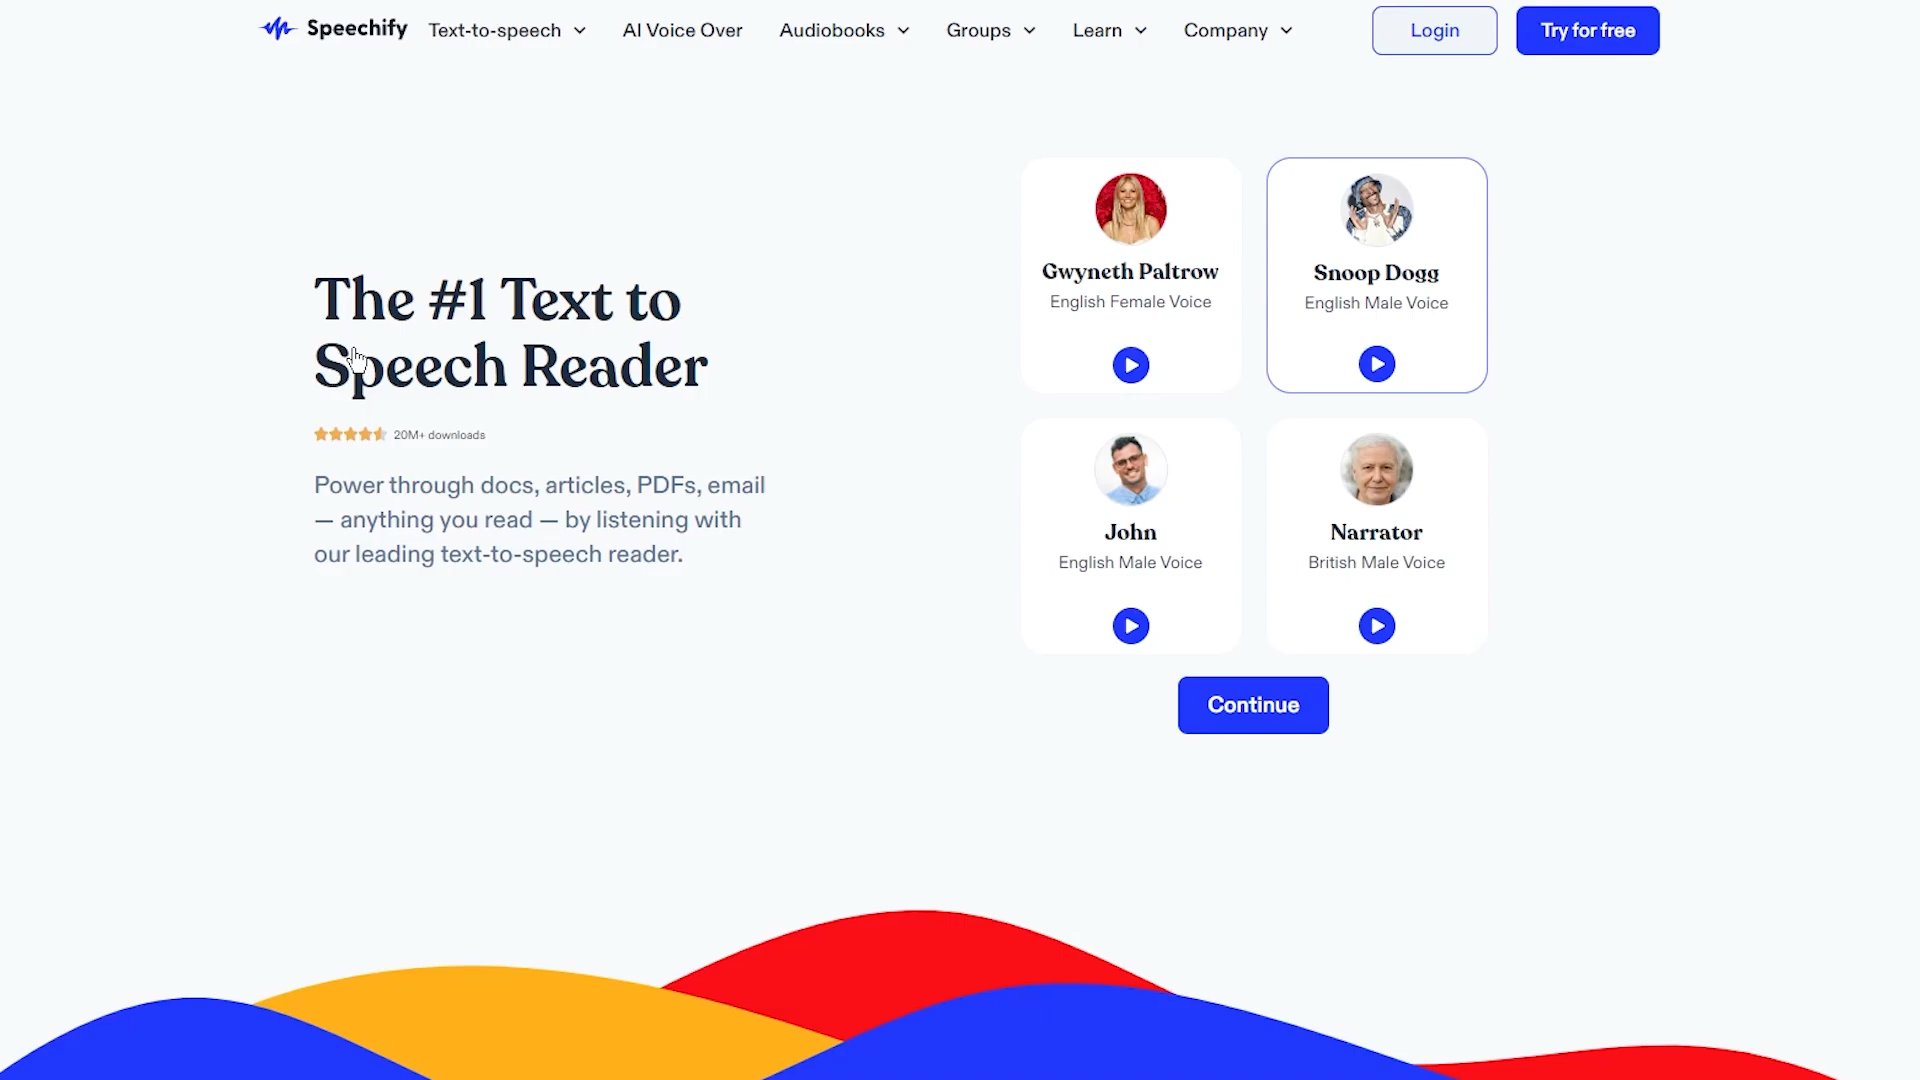 Speechify
Text-to-speech
AI Voice Over
Audiobooks
Groups
Learn
Company
Login
Try for free
The #1 Text to
Speech Reader
20M+ downloads
Power through docs, articles, PDFs, email
— anything you read — by listening with
our leading text-to-speech reader.
Gwyneth Paltrow
English Female Voice
Snoop Dogg
English Male Voice
John
English Male Voice
Narrator
British Male Voice
Continue